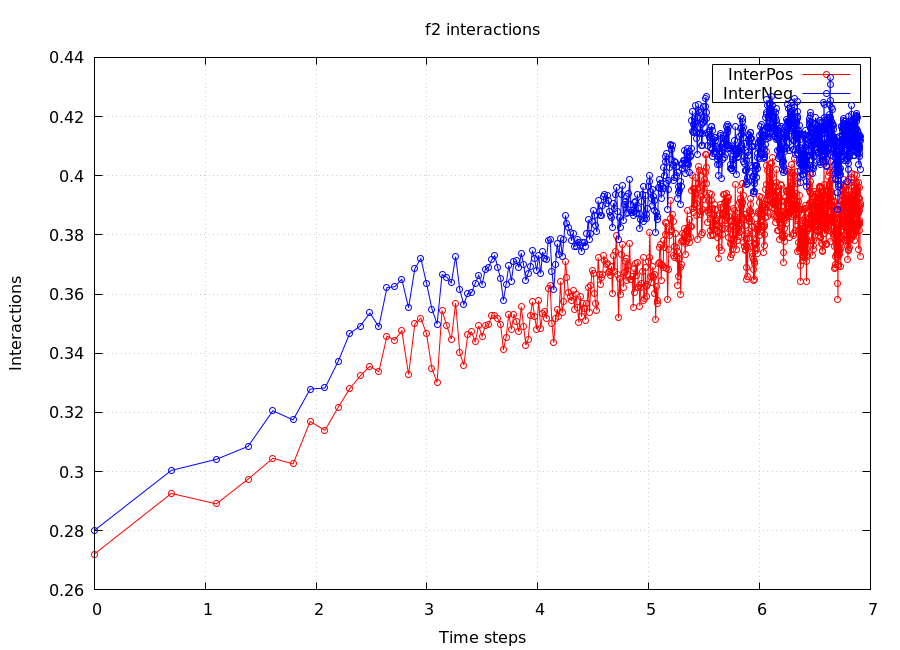 f2 interactions
InterPos
InterNeg
0.44
0.42
0.4
0.38
0.36
0.34
0.32
0.3
0.28
0.26
Interactions
0 1 2 3 4 5 6 7
Time steps